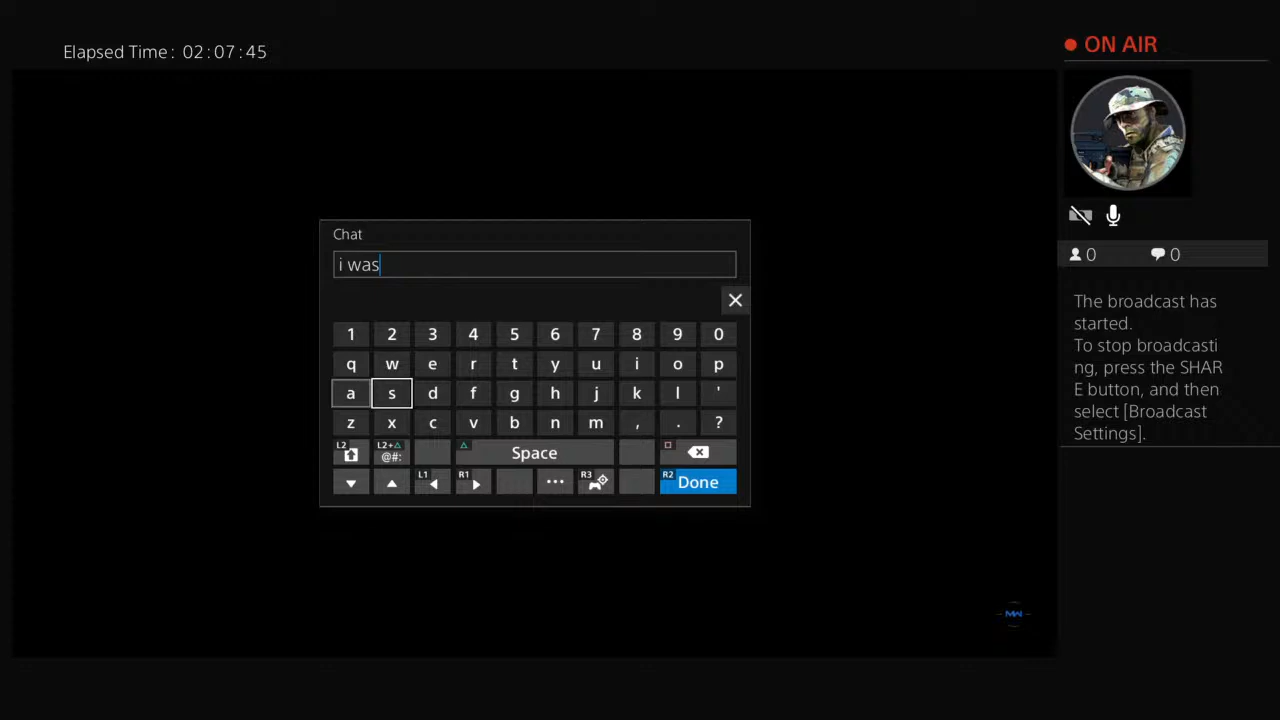 Elapsed Time: 02:07:45
ON AIR
Chat
i was
1 2 3 4 5 6 7 8 9 0
q w e r t y u i o p
a s d f g h j k l '
z x c v b n m , . ?
L2 L2+△ @#: △ Space □
L1 R1 ... R3 R2 Done
0 0
The broadcast has
started.
To stop broadcasti
ng, press the SHAR
E button, and then
select [Broadcast
Settings].
MW